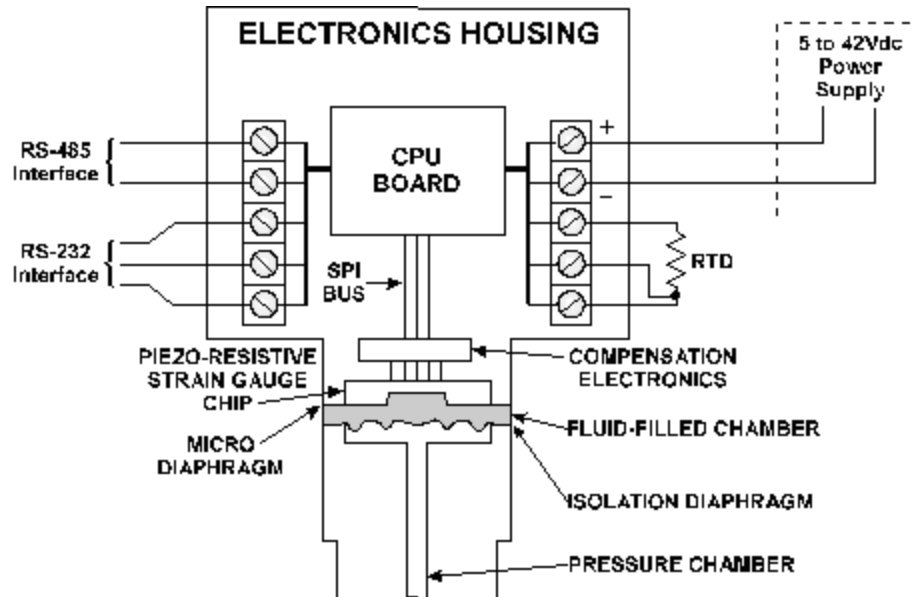 ELECTRONICS HOUSING
5 to 42Vdc
Power
Supply
RS-485
Interface
CPU
BOARD
+
−
RS-232
Interface
SPI
BUS
RTD
PIEZO-RESISTIVE
STRAIN GAUGE
CHIP
COMPENSATION
ELECTRONICS
MICRO
DIAPHRAGM
FLUID-FILLED CHAMBER
ISOLATION DIAPHRAGM
PRESSURE CHAMBER